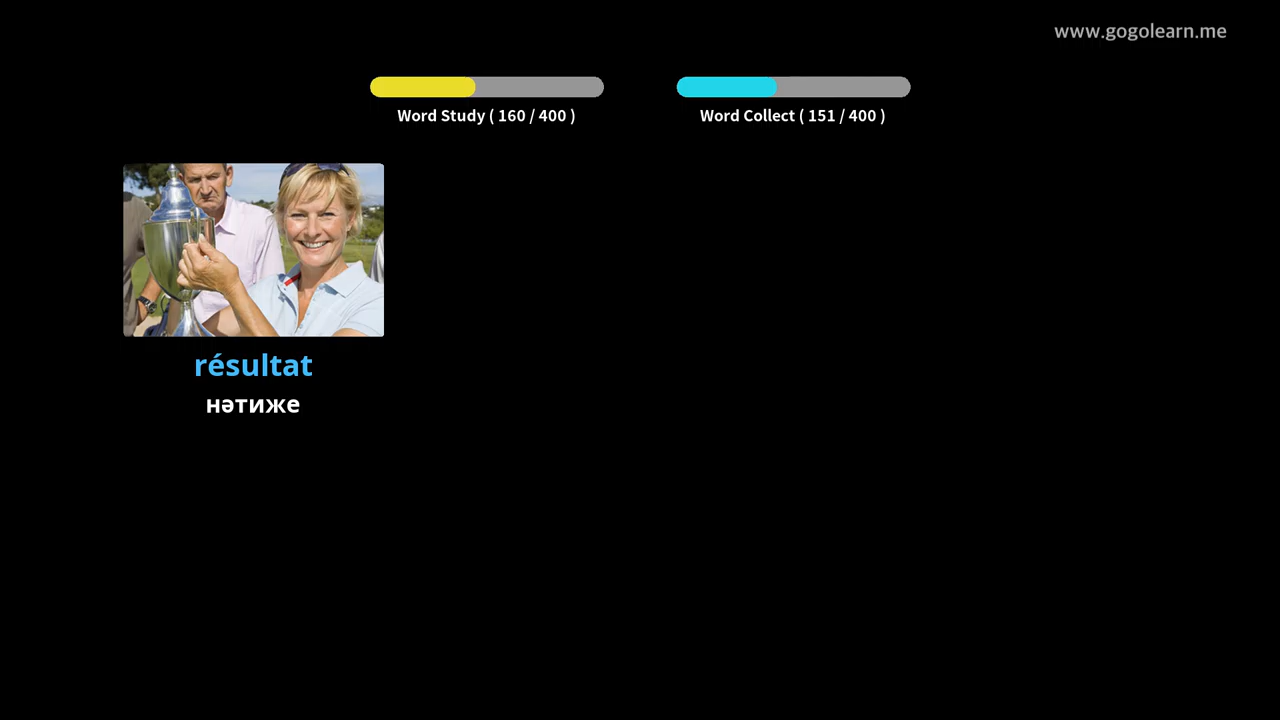 www.gogolearn.me
Word Study ( 160 / 400 )
Word Collect ( 151 / 400 )
résultat
нәтиже